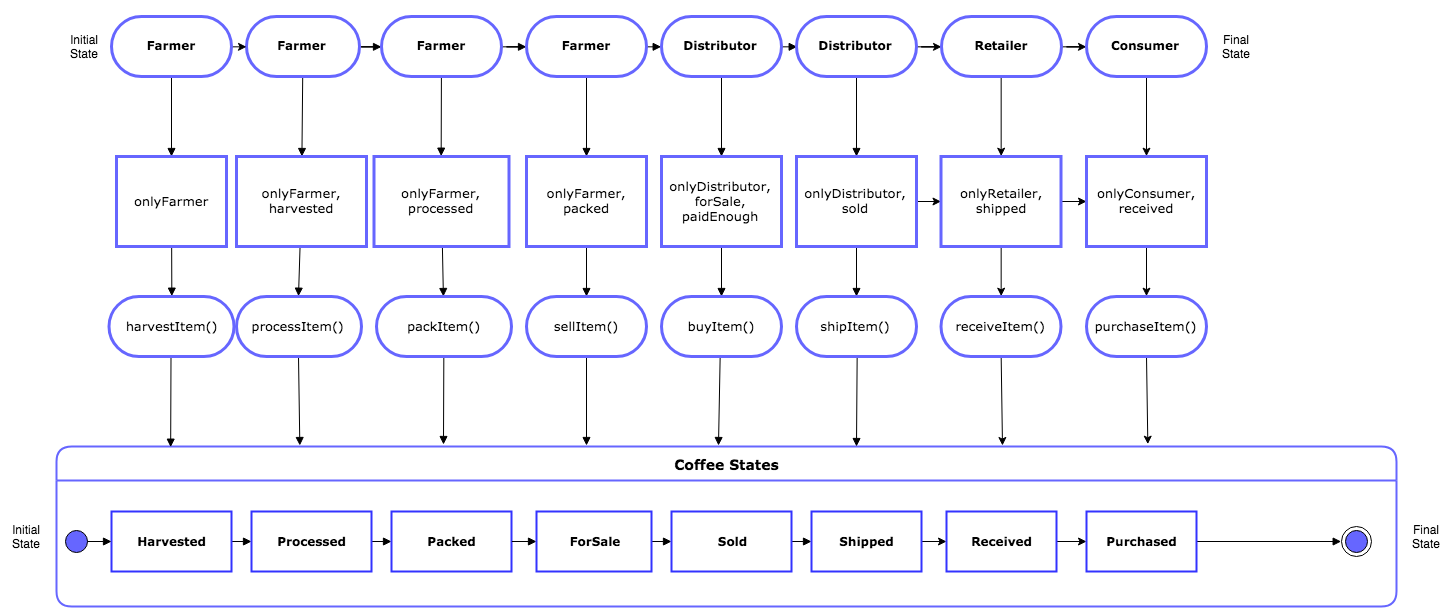 Initial
State
Farmer
Farmer
Farmer
Farmer
Distributor
Distributor
Retailer
Consumer
Final
State
onlyFarmer
onlyFarmer,
harvested
onlyFarmer,
processed
onlyFarmer,
packed
onlyDistributor,
forSale,
paidEnough
onlyDistributor,
sold
onlyRetailer,
shipped
onlyConsumer,
received
harvestItem()
processItem()
packItem()
sellItem()
buyItem()
shipItem()
receiveItem()
purchaseItem()
Coffee States
Initial
State
Harvested
Processed
Packed
ForSale
Sold
Shipped
Received
Purchased
Final
State